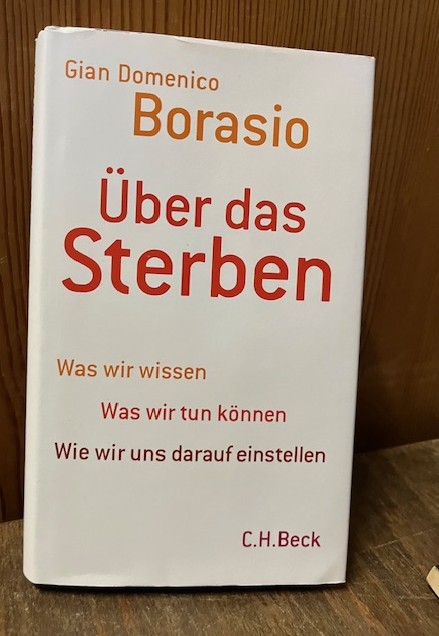 Gian Domenico
Borasio
Über das
Sterben
Was wir wissen
Was wir tun können
Wie wir uns darauf einstellen
C.H.Beck